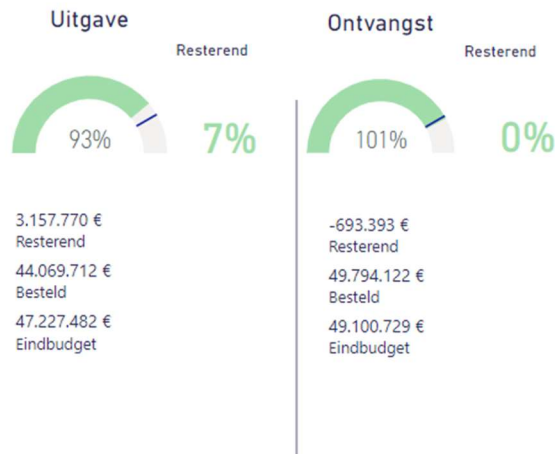 Uitgave
Resterend
93%
7%
3.157.770 €
Resterend
44.069.712 €
Besteld
47.227.482 €
Eindbudget
Ontvangst
Resterend
101%
0%
-693.393 €
Resterend
49.794.122 €
Besteld
49.100.729 €
Eindbudget